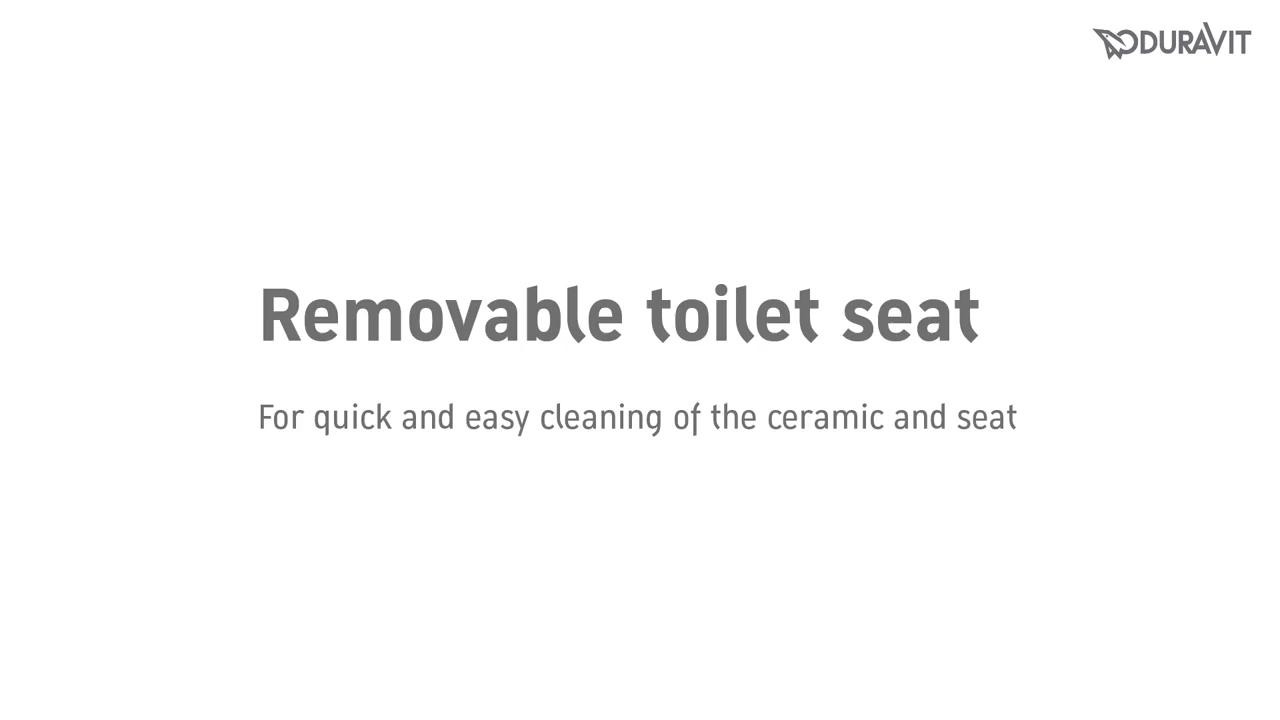 DURAVIT
Removable toilet seat
For quick and easy cleaning of the ceramic and seat